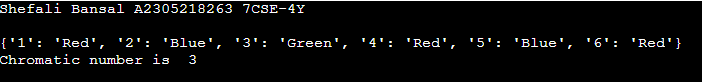 Shefali Bansal A2305218263 7CSE-4Y
{'1': 'Red', '2': 'Blue', '3': 'Green', '4': 'Red', '5': 'Blue', '6': 'Red'}
Chromatic number is  3